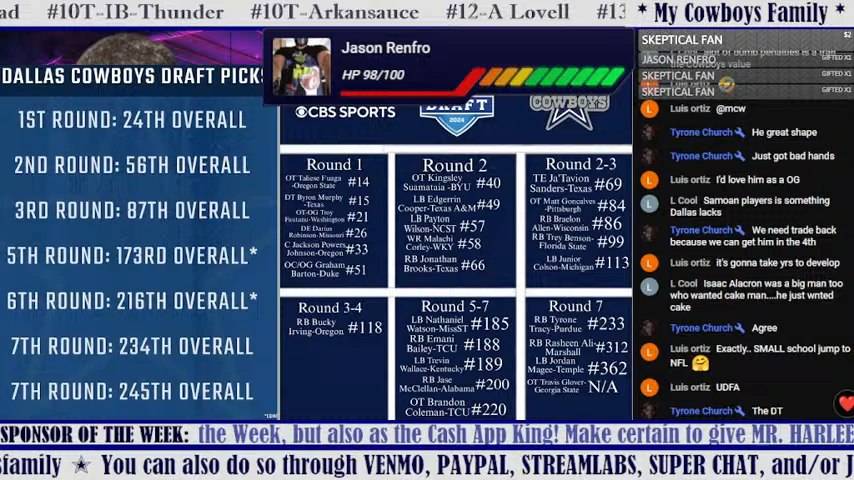 ad #10T-IB-Thunder #10T-Arkansauce #12-A Lovell #13
* My Cowboys Family *
DALLAS COWBOYS DRAFT PICKS
1ST ROUND: 24TH OVERALL
2ND ROUND: 56TH OVERALL
3RD ROUND: 87TH OVERALL
5TH ROUND: 173RD OVERALL*
6TH ROUND: 216TH OVERALL*
7TH ROUND: 234TH OVERALL
7TH ROUND: 245TH OVERALL
Jason Renfro
HP 98/100
CBS SPORTS
DRAFT
2024
COWBOYS
Round 1
OT Taliese Fuaga
-Oregon State #14
DT Byron Murphy
-Texas #15
OT-OG Troy
Fautanu-Washington #21
DE Darius
Robinson-Missouri #26
C Jackson Powers
Johnson-Oregon #33
OC/OG Graham
Barton-Duke #51
Round 2
OT Kingsley
Suamataia -BYU #40
LB Edgerrin
Cooper-Texas A&M #49
LB Payton
Wilson-NCST #57
WR Malachi
Corley-WKY #58
RB Jonathan
Brooks-Texas #66
Round 2-3
TE Ja'Tavion
Sanders-Texas #69
OT Matt Goncalves
-Pittsburgh #84
RB Braelon
Allen-Wisconsin #86
RB Trey Benson-
Florida State #99
LB Junior
Colson-Michigan #113
Round 3-4
RB Bucky
Irving-Oregon #118
Round 5-7
LB Nathaniel
Watson-MissST #185
RB Emani
Bailey-TCU #188
LB Trevin
Wallace-Kentucky #189
RB Jase
McClellan-Alabama #200
OT Brandon
Coleman-TCU #220
Round 7
RB Tyrone
Tracy-Purdue #233
RB Rasheen Ali-
Marshall #312
LB Jordan
Magee-Temple #362
OT Travis Glover-
Georgia State N/A
SKEPTICAL FAN $2
JASON RENFRO GIFTED X1
the Cowboys value
SKEPTICAL FAN GIFTED X1
SKEPTICAL FAN GIFTED X1
Luis ortiz @mcw
Tyrone Church He great shape
Tyrone Church Just got bad hands
Luis ortiz I'd love him as a OG
L Cool Samoan players is something
Dallas lacks
Tyrone Church We need trade back
because we can get him in the 4th
Luis ortiz it's gonna take yrs to develop
L Cool Isaac Alacron was a big man too
who wanted cake man....he just wnted
cake
Tyrone Church Agree
Luis ortiz Exactly.. SMALL school jump to
NFL 🤗
Luis ortiz UDFA
Tyrone Church The DT
SPONSOR OF THE WEEK: the Week, but also as the Cash App King! Make certain to give MR. HARLEE
sfamily You can also do so through VENMO, PAYPAL, STREAMLABS, SUPER CHAT, and/or J